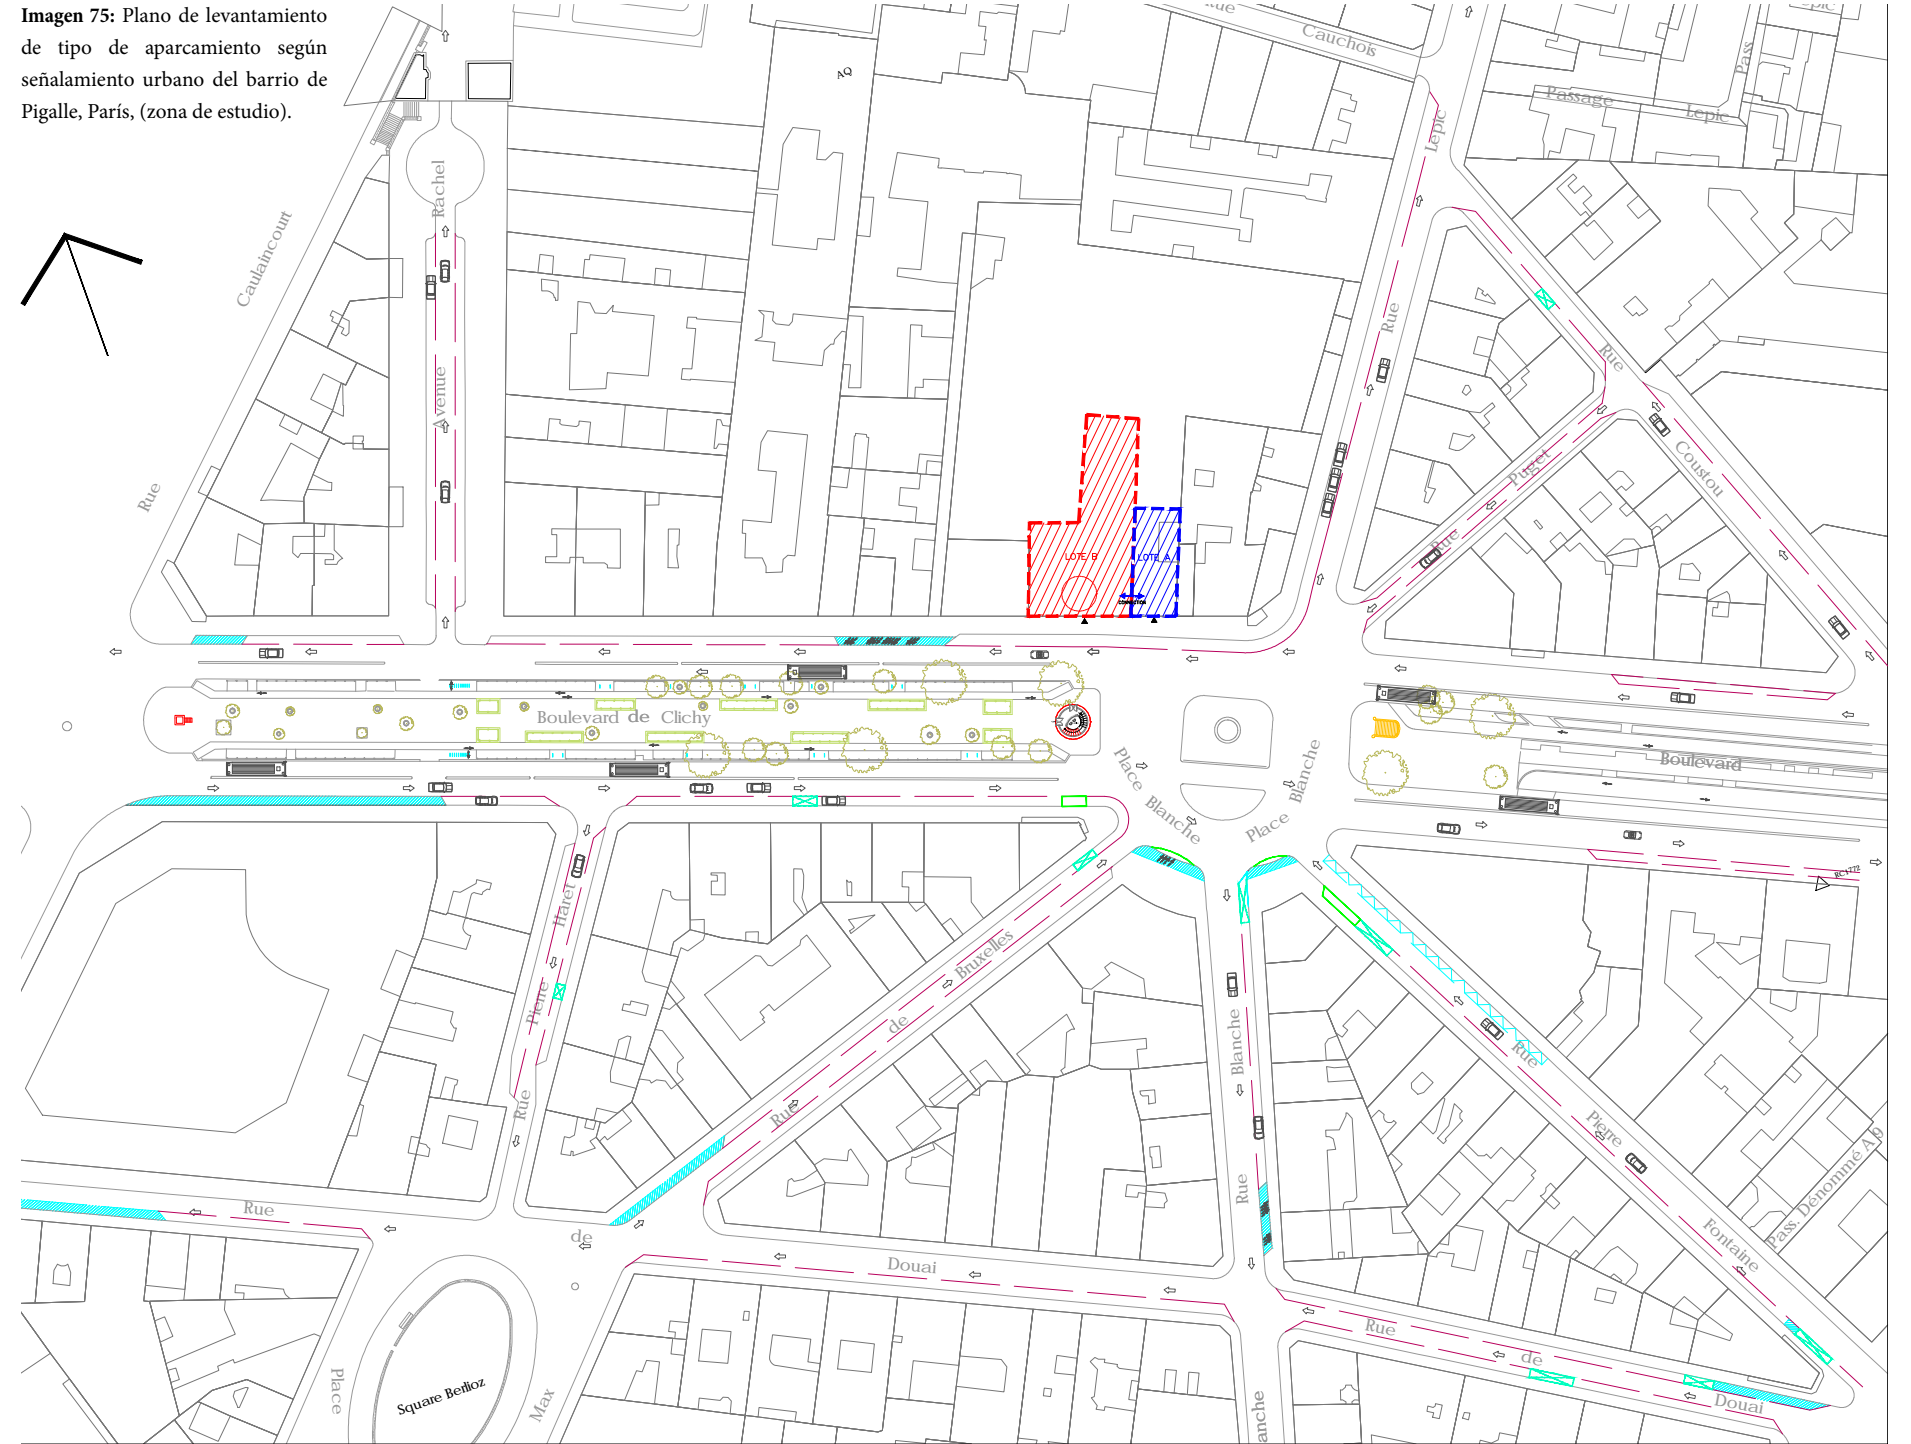 Imagen 75: Plano de levantamiento
de tipo de aparcamiento según
señalamiento urbano del barrio de
Pigalle, París, (zona de estudio).
Rue
Cauchois
AQ
Pass
Passage
Lepic
Rue
Lepic
Avenue
Rachel
Rue
Caulaincourt
Rue
Coustou
Rue
Puget
LOTE B
LOTE A
Boulevard de Clichy
Place Blanche
Place
Blanche
Boulevard
RC1772
Rue
Pierre
Haret
Rue
de
Bruxelles
Rue
Blanche
Rue
Pierre
Fontaine
Pass. Dénommé A 9
Rue
de
Douai
Rue
de
Douai
Place
Square Berlioz
Max
anche